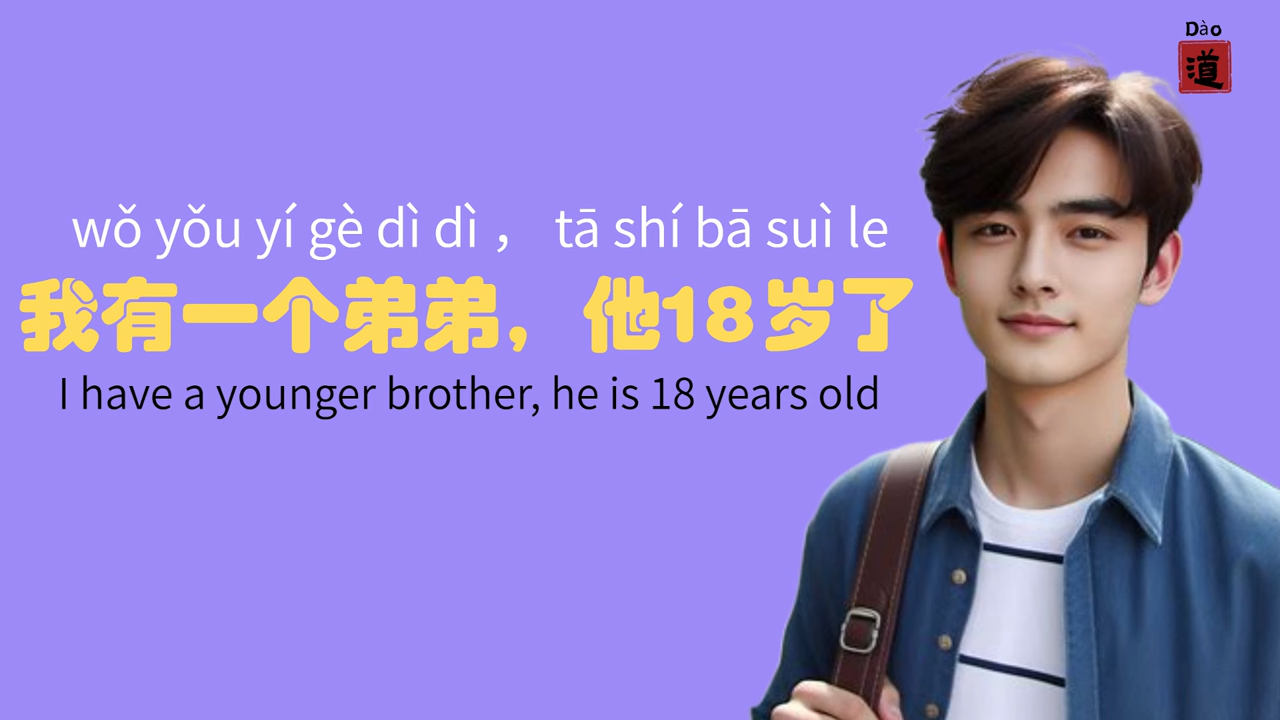 Dào
道
wǒ yǒu yí gè dì dì ， tā shí bā suì le
我有一个弟弟，他18岁了
I have a younger brother, he is 18 years old